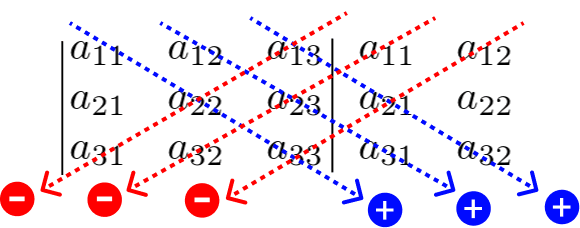 a₁₁ a₁₂ a₁₃ a₁₁ a₁₂
a₂₁ a₂₂ a₂₃ a₂₁ a₂₂
a₃₁ a₃₂ a₃₃ a₃₁ a₃₂
- - - + + +